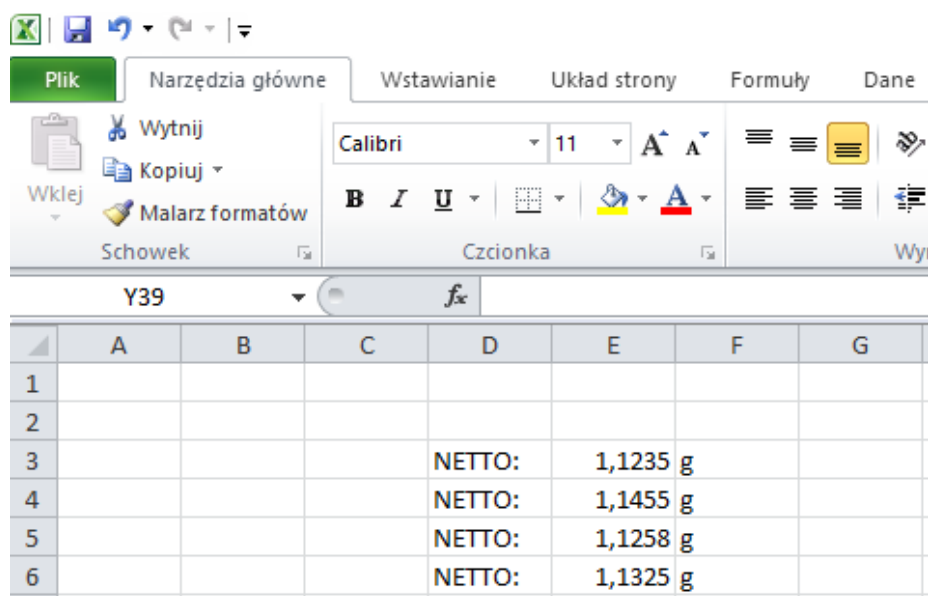 Plik Narzędzia główne Wstawianie Układ strony Formuły Dane
Wklej
Wytnij
Kopiuj
Malarz formatów
Schowek
Calibri 11 A A
B I U A
Czcionka
Y39 fx
A B C D E F G
1
2
3 NETTO: 1,1235 g
4 NETTO: 1,1455 g
5 NETTO: 1,1258 g
6 NETTO: 1,1325 g